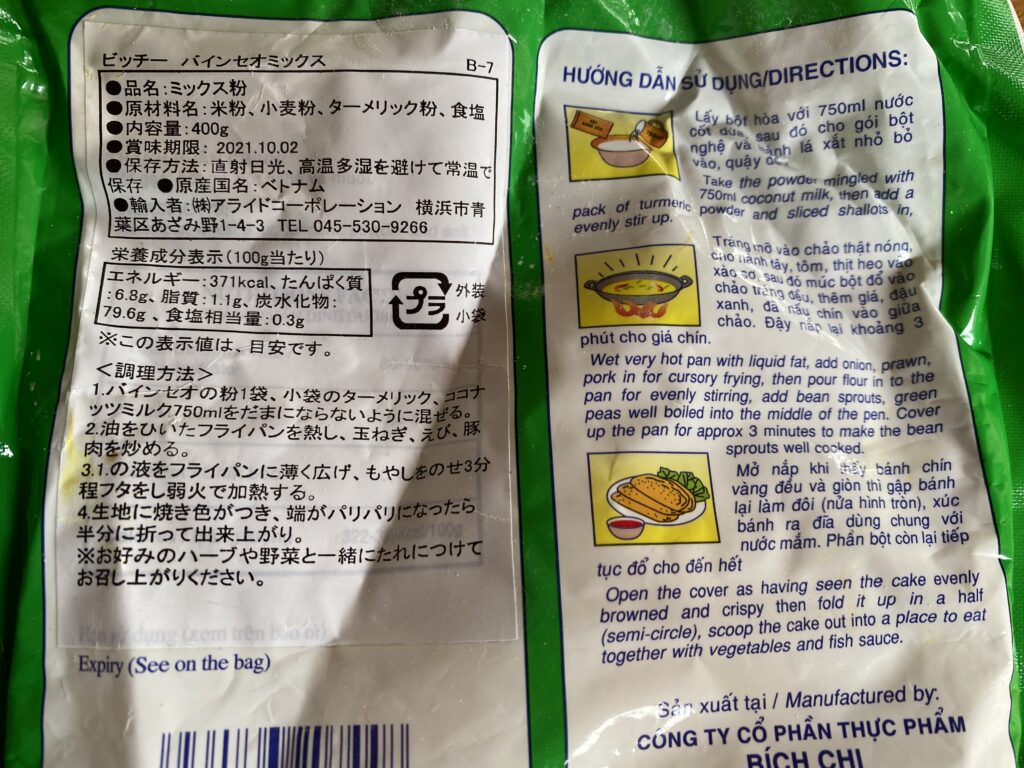 ビッチー バインセオミックス B-7
●品名:ミックス粉
●原材料名: 米粉、小麦粉、ターメリック粉、食塩
●内容量:400g
●賞味期限: 2021.10.02
●保存方法:直射日光、高温多湿を避けて常温で
保存 ●原産国名:ベトナム
●輸入者:㈱アライドコーポレーション 横浜市青
葉区あざみ野1-4-3 TEL 045-530-9266
栄養成分表示(100g当たり)
エネルギー:371kcal、たんぱく質
:6.8g、脂質:1.1g、炭水化物:
79.6g 、食塩相当量:0.3g
プラ
外装
小袋
※この表示値は、目安です。
<調理方法>
1.バインセオの粉1袋、小袋のターメリック、ココナ
ッツミルク750mlをだまにならないように混ぜる。
2.油をひいたフライパンを熱し、玉ねぎ、えび、豚
肉を炒める。
3.1.の液をフライパンに薄く広げ、もやしをのせ3分
程フタをし弱火で加熱する。
4.生地に焼き色がつき、端がパリパリになったら
半分に折って出来上がり。
※お好みのハーブや野菜と一緒にたれにつけて
お召し上がりください。
Hạn sử dụng (xem trên bao bì)
Expiry (See on the bag)
HƯỚNG DẪN SỬ DỤNG/DIRECTIONS:
Lấy bột hòa với 750ml nước
cốt dừa, sau đó cho gói bột
nghệ và hành lá xắt nhỏ bỏ
vào, quậy
Take the powder mingled with
750ml coconut milk, then add a
pack of turmeric powder and sliced shallots in,
evenly stir up.
Tráng mỡ vào chảo thật nóng,
cho hành tây, tôm, thịt heo vào
xào sơ, sau đó múc bột đổ vào
chảo tráng đều, thêm giá, đậu
xanh, đã nấu chín vào giữa
chảo. Đậy nắp lại khoảng 3
phút cho giá chín.
Wet very hot pan with liquid fat, add onion, prawn,
pork in for cursory frying, then pour flour in to the
pan for evenly stirring, add bean sprouts, green
peas well boiled into the middle of the pen. Cover
up the pan for approx 3 minutes to make the bean
sprouts well cooked.
Mở nắp khi thấy bánh chín
vàng đều và giòn thì gập bánh
lại làm đôi (nửa hình tròn), xúc
bánh ra đĩa dùng chung với
nước mắm. Phần bột còn lại tiếp
tục đổ cho đến hết
Open the cover as having seen the cake evenly
browned and crispy then fold it up in a half
(semi-circle), scoop the cake out into a place to eat
together with vegetables and fish sauce.
Sản xuất tại / Manufactured by:
CÔNG TY CỔ PHẦN THỰC PHẨM
BÍCH CHI